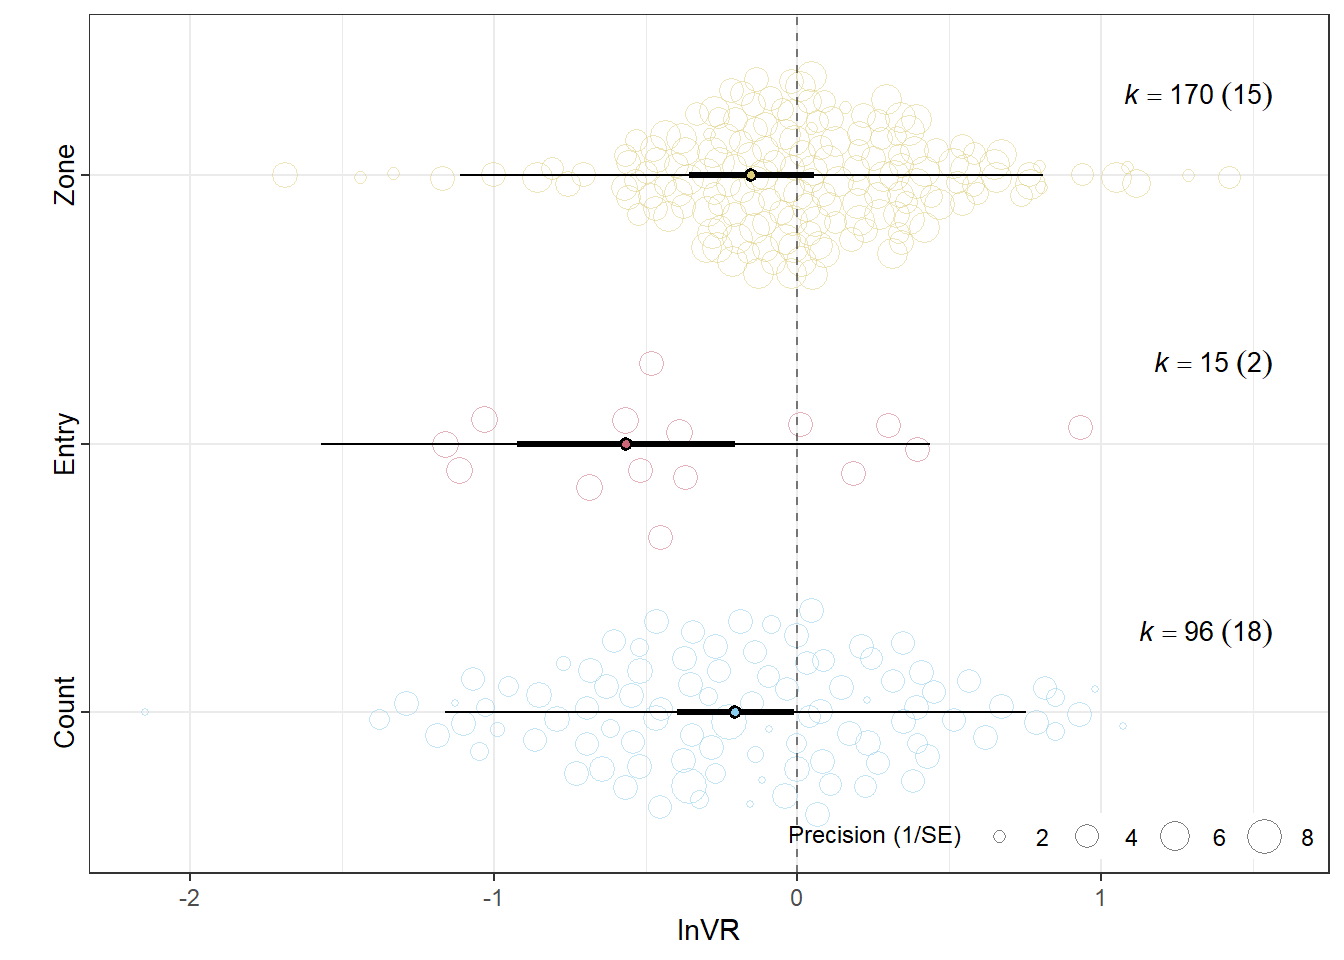 Zone
k = 170 (15)
Entry
k = 15 (2)
Count
k = 96 (18)
Precision (1/SE) 2 4 6 8
-2 -1 0 1
lnVR